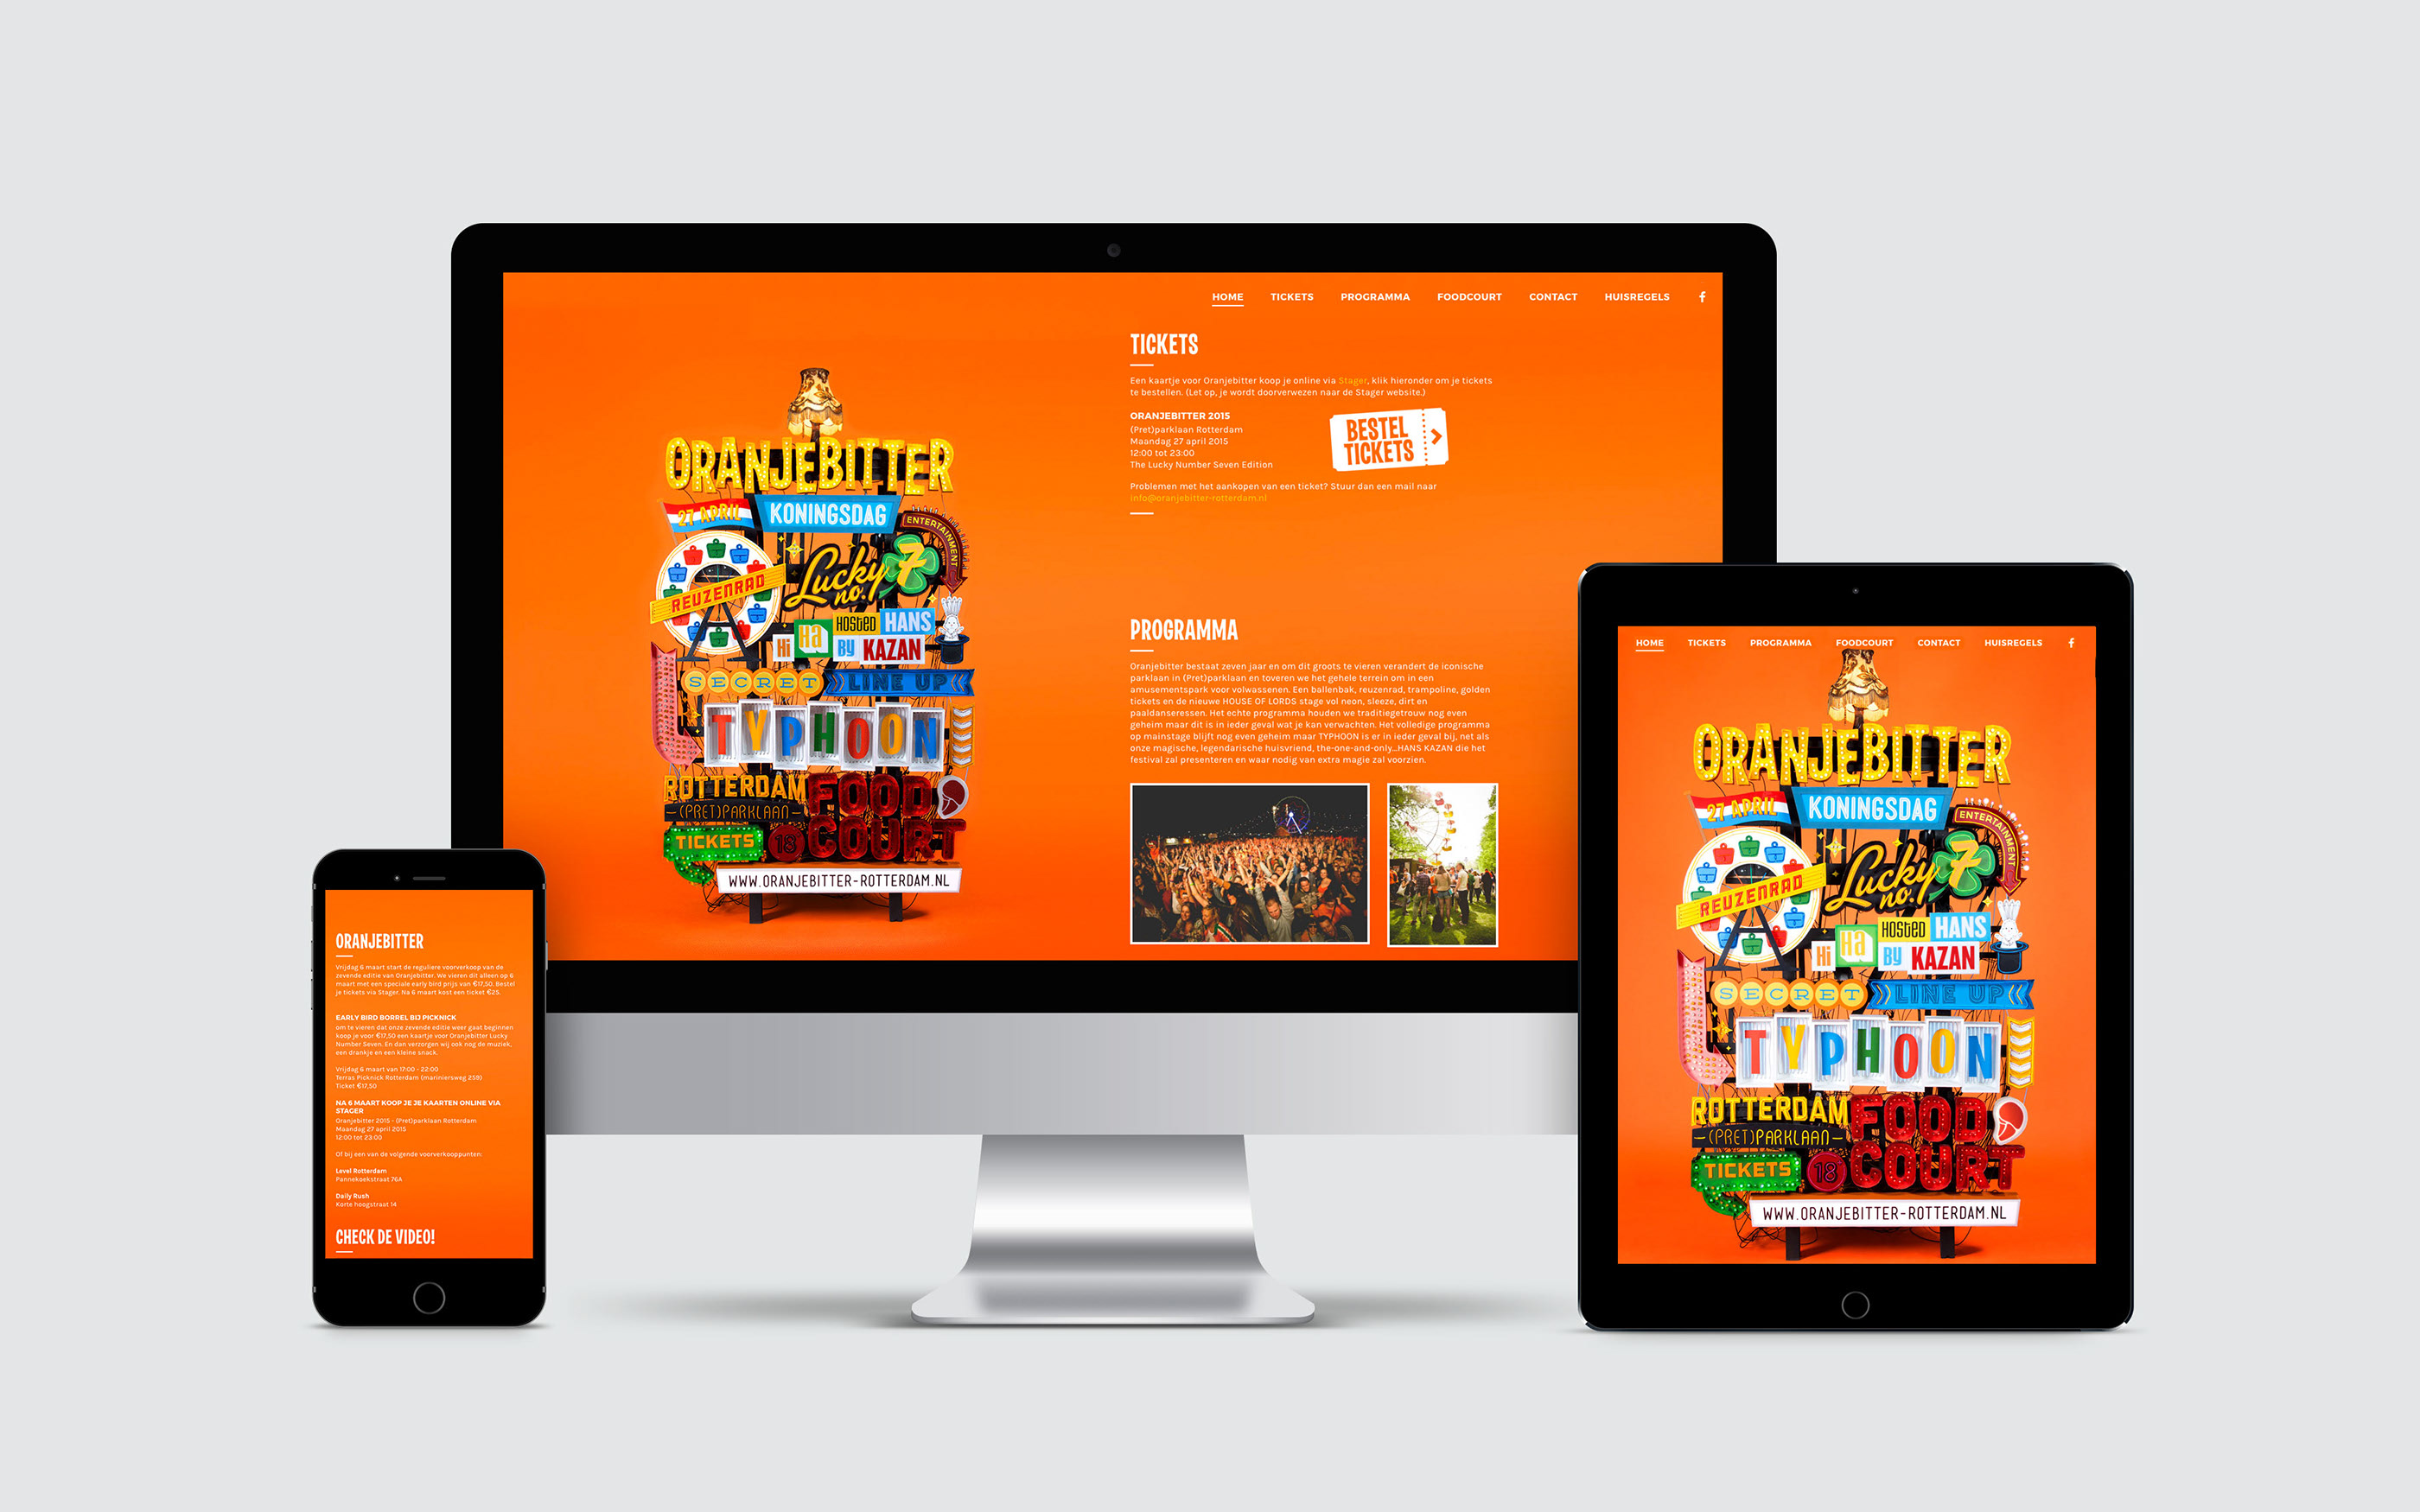 HOME TICKETS PROGRAMMA FOODCOURT CONTACT HUISREGELS f
ORANJEBITTER
27 APRIL KONINGSDAG
ENTERTAINMENT
REUZENRAD
Lucky no. 7
Hi Ha HOSTED BY HANS KAZAN
SECRET LINE UP
TYPHOON
ROTTERDAM
(PRET)PARKLAAN
FOOD COURT
TICKETS 18
WWW.ORANJEBITTER-ROTTERDAM.NL
TICKETS
Een kaartje voor Oranjebitter koop je online via Stager, klik hieronder om je tickets
te bestellen. (Let op, je wordt doorverwezen naar de Stager website.)
ORANJEBITTER 2015
(Pret)parklaan Rotterdam
Maandag 27 april 2015
12:00 tot 23:00
The Lucky Number Seven Edition
BESTEL
TICKETS
Problemen met het aankopen van een ticket? Stuur dan een mail naar
info@oranjebitter-rotterdam.nl
PROGRAMMA
Oranjebitter bestaat zeven jaar en om dit groots te vieren verandert de iconische
parklaan in (Pret)parklaan en toveren we het gehele terrein om in een
amusementspark voor volwassenen. Een ballenbak, reuzenrad, trampoline, golden
tickets en de nieuwe HOUSE OF LORDS stage vol neon, sleeze, dirt en
paaldanseressen. Het echte programma houden we traditiegetrouw nog even
geheim maar dit is in ieder geval wat je kan verwachten. Het volledige programma
op mainstage blijft nog even geheim maar TYPHOON is er in ieder geval bij, net als
onze magische, legendarische huisvriend, the-one-and-only...HANS KAZAN die het
festival zal presenteren en waar nodig van extra magie zal voorzien.
ORANJEBITTER
Vrijdag 6 maart start de reguliere voorverkoop van de
zevende editie van Oranjebitter. We vieren dit alleen op 6
maart met een speciale early bird prijs van €17,50. Bestel
je tickets via Stager. Na 6 maart kost een ticket €25.
EARLY BIRD BORREL BIJ PICKNICK
om te vieren dat onze zevende editie weer gaat beginnen
koop je voor €17,50 een kaartje voor Oranjebitter Lucky
Number Seven. En dan verzorgen wij ook nog de muziek,
een drankje en een kleine snack.
Vrijdag 6 maart van 17:00 - 22:00
Terras Picknick Rotterdam (mariniersweg 259)
Ticket €17,50
NA 6 MAART KOOP JE JE KAARTEN ONLINE VIA
STAGER
Oranjebitter 2015 - (Pret)parklaan Rotterdam
Maandag 27 april 2015
12:00 tot 23:00
Of bij een van de volgende voorverkooppunten:
Level Rotterdam
Pannekoekstraat 76A
Daily Rush
Korte hoogstraat 14
CHECK DE VIDEO!
HOME TICKETS PROGRAMMA FOODCOURT CONTACT HUISREGELS f
ORANJEBITTER
27 APRIL KONINGSDAG
ENTERTAINMENT
REUZENRAD
Lucky no. 7
Hi Ha HOSTED BY HANS KAZAN
SECRET LINE UP
TYPHOON
ROTTERDAM
(PRET)PARKLAAN
FOOD COURT
TICKETS 18
WWW.ORANJEBITTER-ROTTERDAM.NL